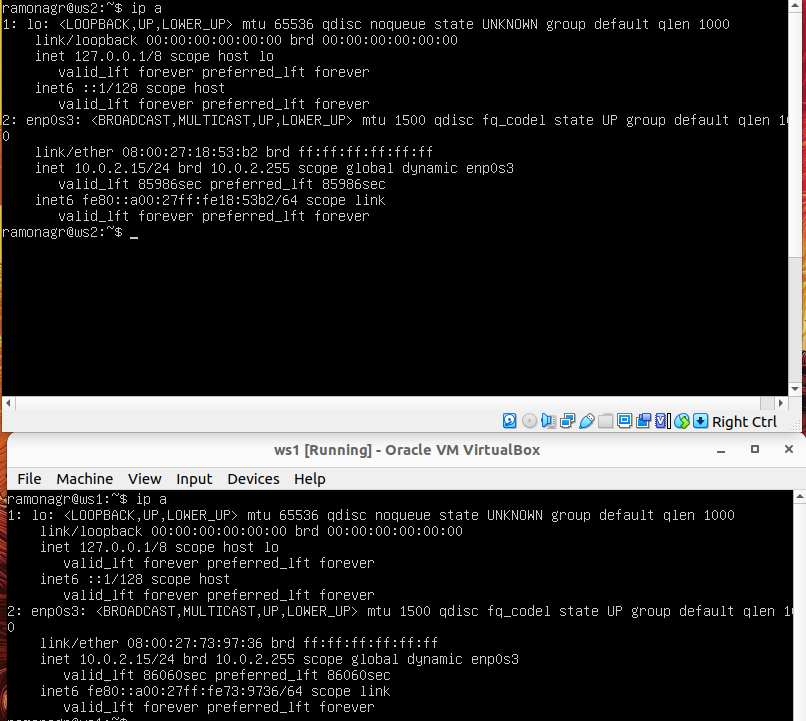 ramonagr@ws2:~$ ip a
1: lo: <LOOPBACK,UP,LOWER_UP> mtu 65536 qdisc noqueue state UNKNOWN group default qlen 1000
link/loopback 00:00:00:00:00:00 brd 00:00:00:00:00:00
inet 127.0.0.1/8 scope host lo
valid_lft forever preferred_lft forever
inet6 ::1/128 scope host
valid_lft forever preferred_lft forever
2: enp0s3: <BROADCAST,MULTICAST,UP,LOWER_UP> mtu 1500 qdisc fq_codel state UP group default qlen 10
0
link/ether 08:00:27:18:53:b2 brd ff:ff:ff:ff:ff:ff
inet 10.0.2.15/24 brd 10.0.2.255 scope global dynamic enp0s3
valid_lft 85986sec preferred_lft 85986sec
inet6 fe80::a00:27ff:fe18:53b2/64 scope link
valid_lft forever preferred_lft forever
ramonagr@ws2:~$ _
Right Ctrl
ws1 [Running] - Oracle VM VirtualBox
File Machine View Input Devices Help
ramonagr@ws1:~$ ip a
1: lo: <LOOPBACK,UP,LOWER_UP> mtu 65536 qdisc noqueue state UNKNOWN group default qlen 1000
link/loopback 00:00:00:00:00:00 brd 00:00:00:00:00:00
inet 127.0.0.1/8 scope host lo
valid_lft forever preferred_lft forever
inet6 ::1/128 scope host
valid_lft forever preferred_lft forever
2: enp0s3: <BROADCAST,MULTICAST,UP,LOWER_UP> mtu 1500 qdisc fq_codel state UP group default qlen 10
0
link/ether 08:00:27:73:97:36 brd ff:ff:ff:ff:ff:ff
inet 10.0.2.15/24 brd 10.0.2.255 scope global dynamic enp0s3
valid_lft 86060sec preferred_lft 86060sec
inet6 fe80::a00:27ff:fe73:9736/64 scope link
valid_lft forever preferred_lft forever